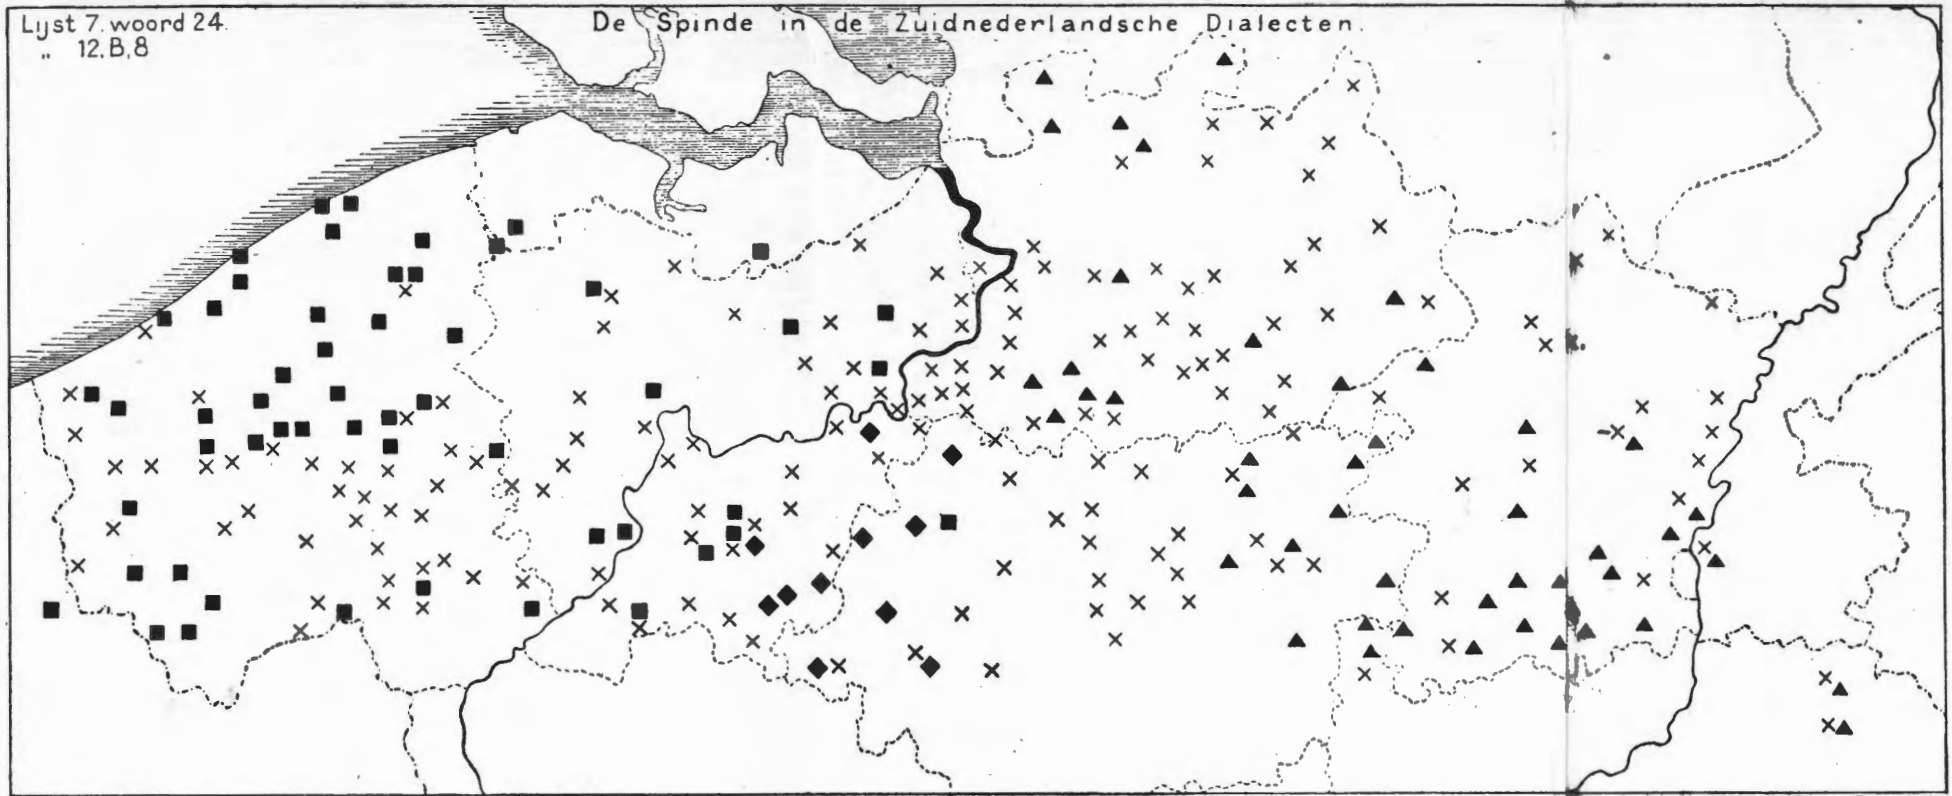 Lijst 7. woord 24.
„ 12.B,8
De Spinde in de Zuidnederlandsche Dialecten.